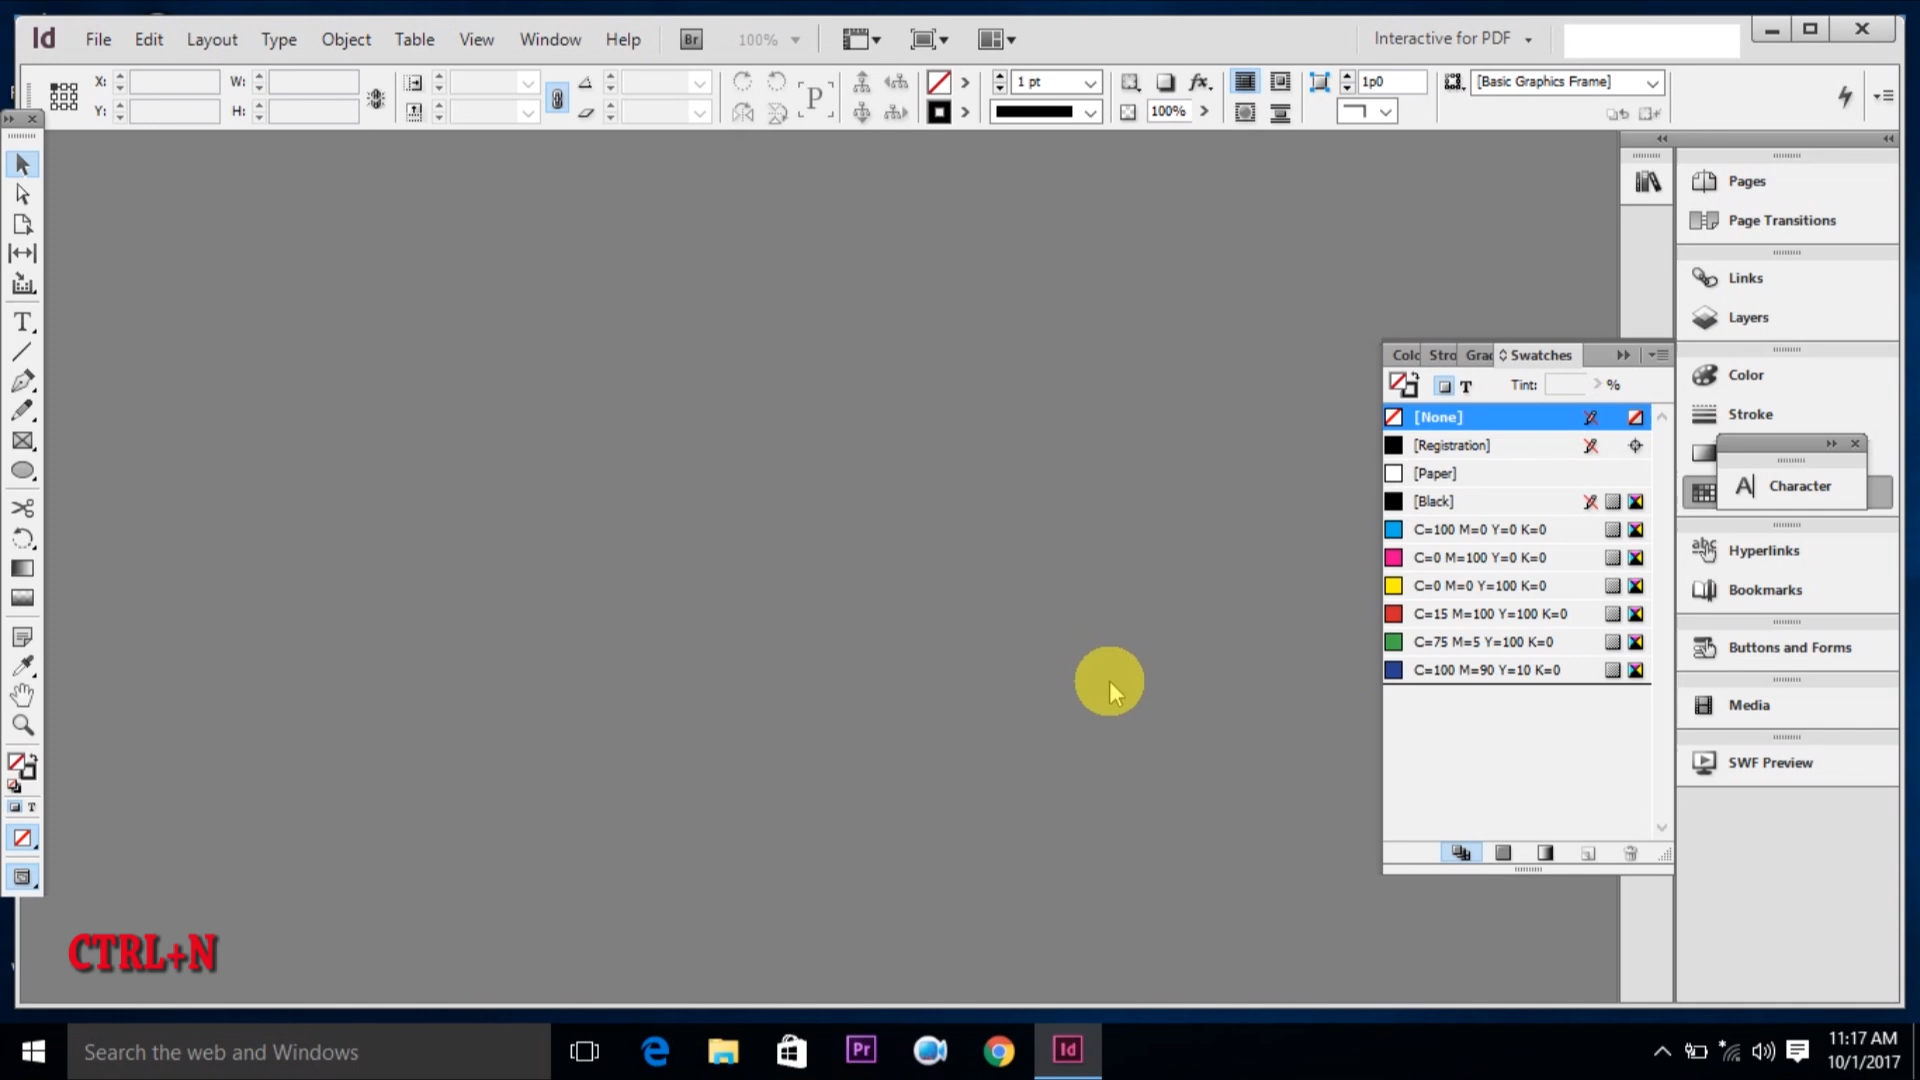 Id File Edit Layout Type Object Table View Window Help Br 100% Interactive for PDF
X: W: 1 pt fx. 1p0 [Basic Graphics Frame]
Y: H: P 100%
Pages
Page Transitions
Links
Layers
Color
Stroke
Character
Hyperlinks
Bookmarks
Buttons and Forms
Media
SWF Preview
Colc Stro Grac Swatches
T Tint: %
[None]
[Registration]
[Paper]
[Black]
C=100 M=0 Y=0 K=0
C=0 M=100 Y=0 K=0
C=0 M=0 Y=100 K=0
C=15 M=100 Y=100 K=0
C=75 M=5 Y=100 K=0
C=100 M=90 Y=10 K=0
CTRL+N
Search the web and Windows
Pr
Id
11:17 AM
10/1/2017